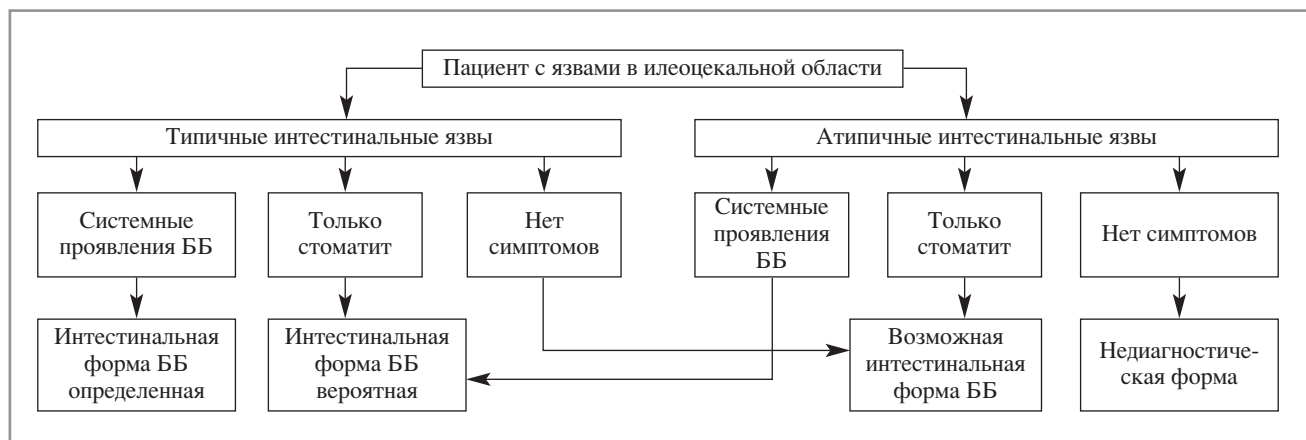 Пациент с язвами в илеоцекальной области
Типичные интестинальные язвы
Атипичные интестинальные язвы
Системные
проявления ББ
Только
стоматит
Нет
симптомов
Системные
проявления
ББ
Только
стоматит
Нет симптомов
Интестинальная
форма ББ
определенная
Интестинальная
форма ББ
вероятная
Возможная
интестинальная
форма ББ
Недиагностиче-
ская форма